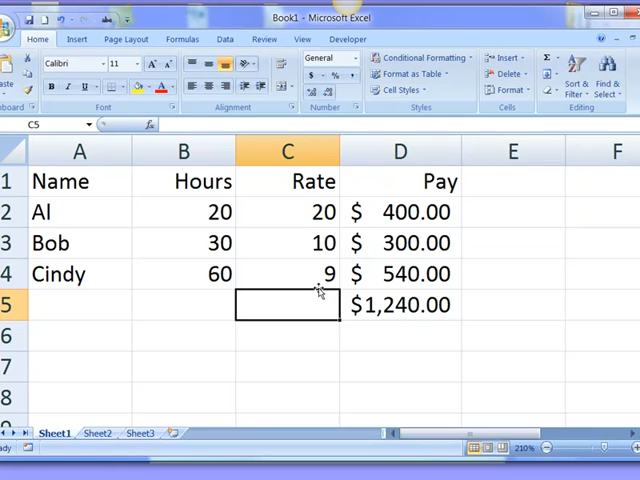 Book1 - Microsoft Excel
Home Insert Page Layout Formulas Data Review View Developer
Calibri 11 A A General Conditional Formatting Insert Σ
B I U A $ % , Format as Table Delete Sort & Filter Find & Select
Cell Styles Format
Font Alignment Number Styles Cells Editing
C5 fx
A B C D E F
1 Name Hours Rate Pay
2 Al 20 20 $ 400.00
3 Bob 30 10 $ 300.00
4 Cindy 60 9 $ 540.00
5 $1,240.00
6
7
8
Sheet1 Sheet2 Sheet3
210%